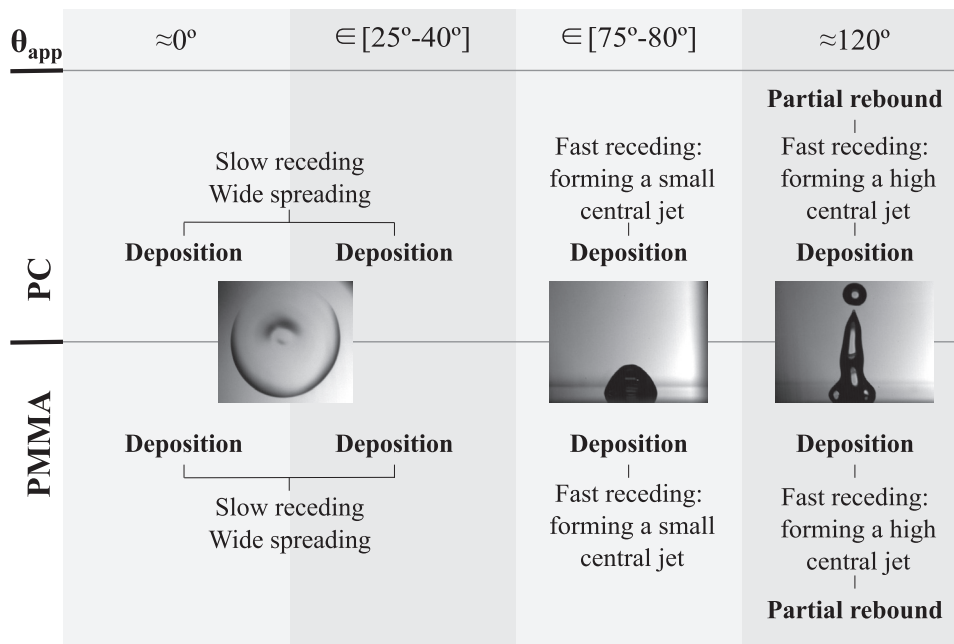 θapp ≈0º ∈[25º-40º] ∈[75º-80º] ≈120º
PC
Slow receding
Wide spreading
Deposition Deposition
Fast receding:
forming a small
central jet
Deposition
Partial rebound
Fast receding:
forming a high
central jet
Deposition
PMMA
Deposition Deposition
Slow receding
Wide spreading
Deposition
Fast receding:
forming a small
central jet
Deposition
Fast receding:
forming a high
central jet
Partial rebound